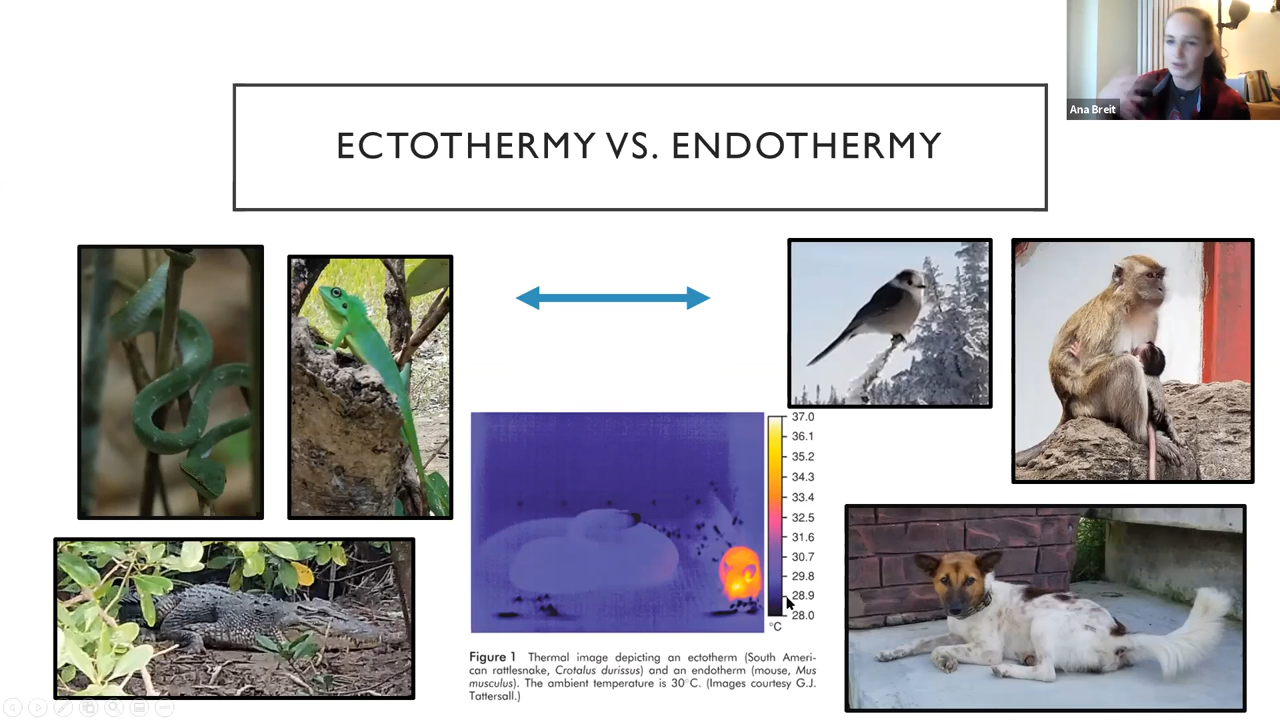 Ana Breit
ECTOTHERMY VS. ENDOTHERMY
37.0
36.1
35.2
34.3
33.4
32.5
31.6
30.7
29.8
28.9
28.0
°C
Figure 1 Thermal image depicting an ectotherm (South Ameri-
can rattlesnake, Crotalus durissus) and an endotherm (mouse, Mus
musculus). The ambient temperature is 30°C. (Images courtesy G.J.
Tattersall.)